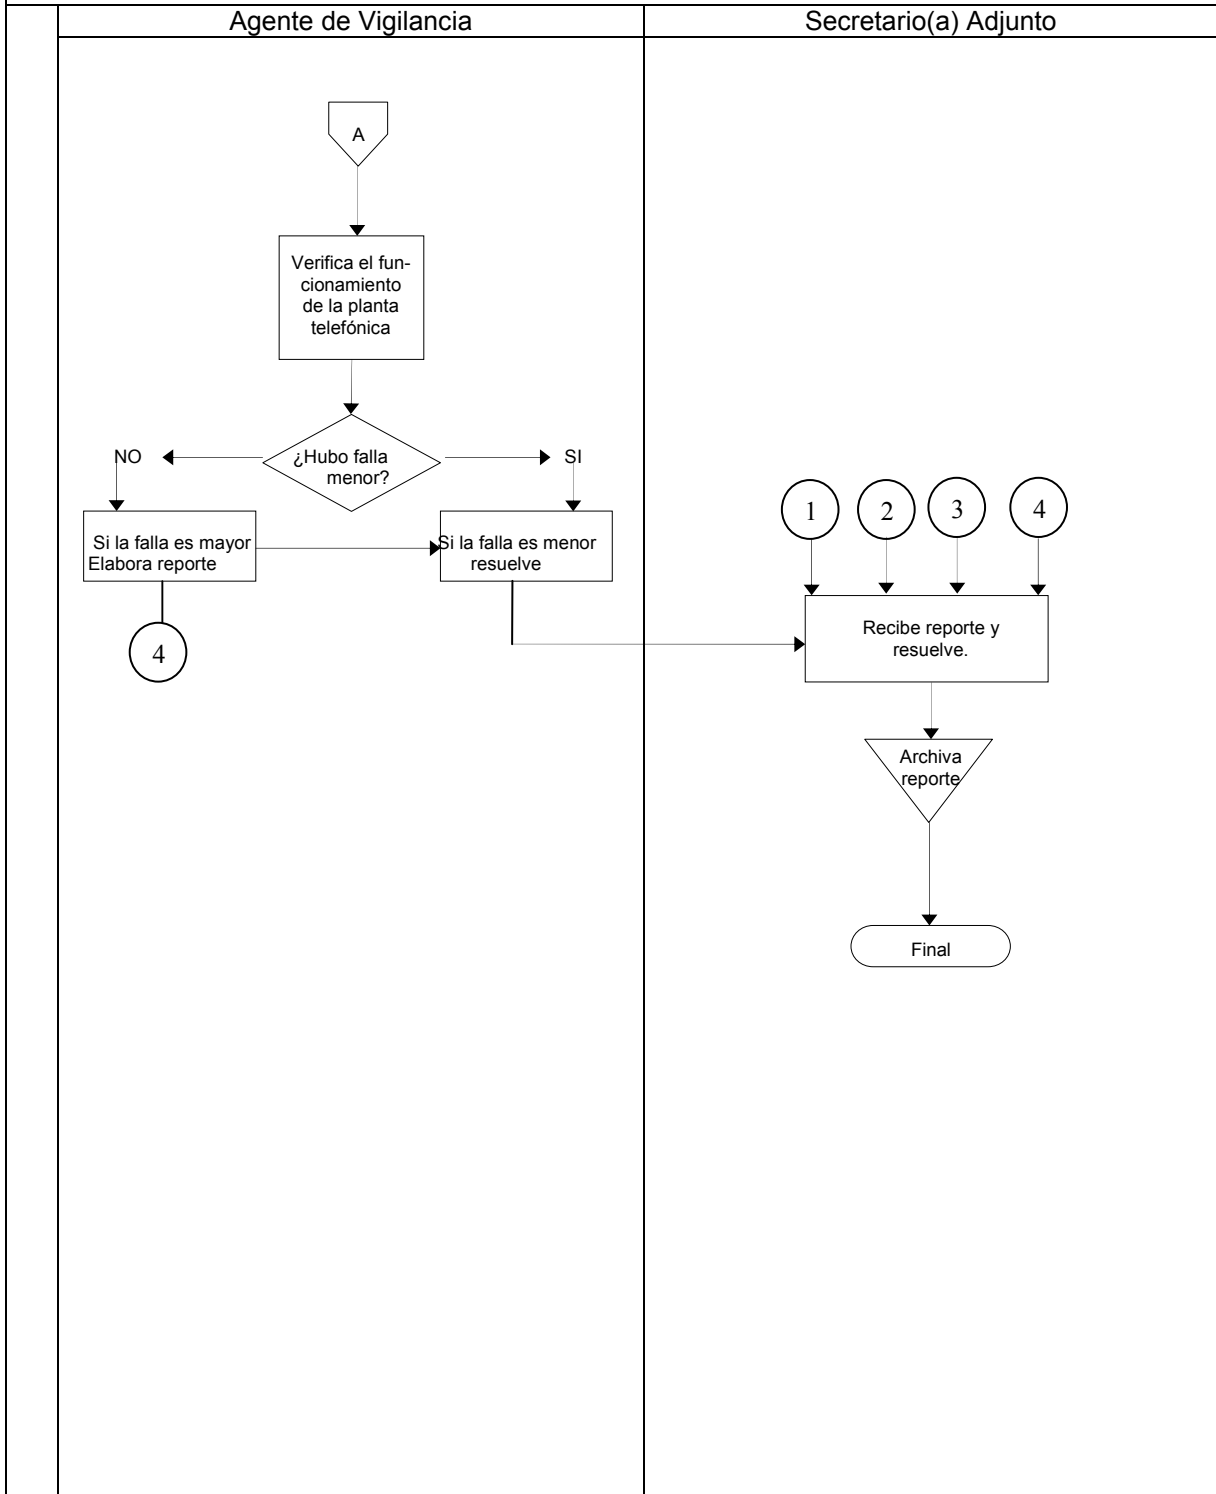 Agente de Vigilancia
Secretario(a) Adjunto
A
Verifica el fun-
cionamiento
de la planta
telefónica
¿Hubo falla
menor?
NO
SI
Si la falla es mayor
Elabora reporte
Si la falla es menor
resuelve
4
1
2
3
4
Recibe reporte y
resuelve.
Archiva
reporte
Final